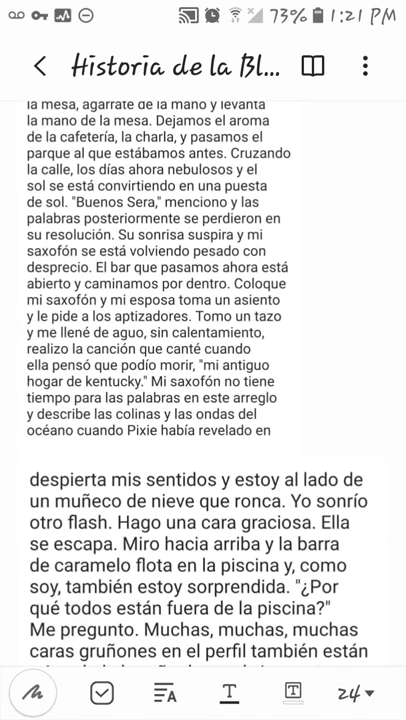 73% 1:21 PM
Historia de la Bl...
la mesa, agárrate de la mano y levanta
la mano de la mesa. Dejamos el aroma
de la cafetería, la charla, y pasamos el
parque al que estábamos antes. Cruzando
la calle, los días ahora nebulosos y el
sol se está convirtiendo en una puesta
de sol. "Buenos Sera," menciono y las
palabras posteriormente se perdieron en
su resolución. Su sonrisa suspira y mi
saxofón se está volviendo pesado con
desprecio. El bar que pasamos ahora está
abierto y caminamos por dentro. Coloque
mi saxofón y mi esposa toma un asiento
y le pide a los aptizadores. Tomo un tazo
y me llené de aguo, sin calentamiento,
realizo la canción que canté cuando
ella pensó que podío morir, "mi antiguo
hogar de kentucky." Mi saxofón no tiene
tiempo para las palabras en este arreglo
y describe las colinas y las ondas del
océano cuando Pixie había revelado en
despierta mis sentidos y estoy al lado de
un muñeco de nieve que ronca. Yo sonrío
otro flash. Hago una cara graciosa. Ella
se escapa. Miro hacia arriba y la barra
de caramelo flota en la piscina y, como
soy, también estoy sorprendida. "¿Por
qué todos están fuera de la piscina?"
Me pregunto. Muchas, muchas, muchas
caras gruñones en el perfil también están
24